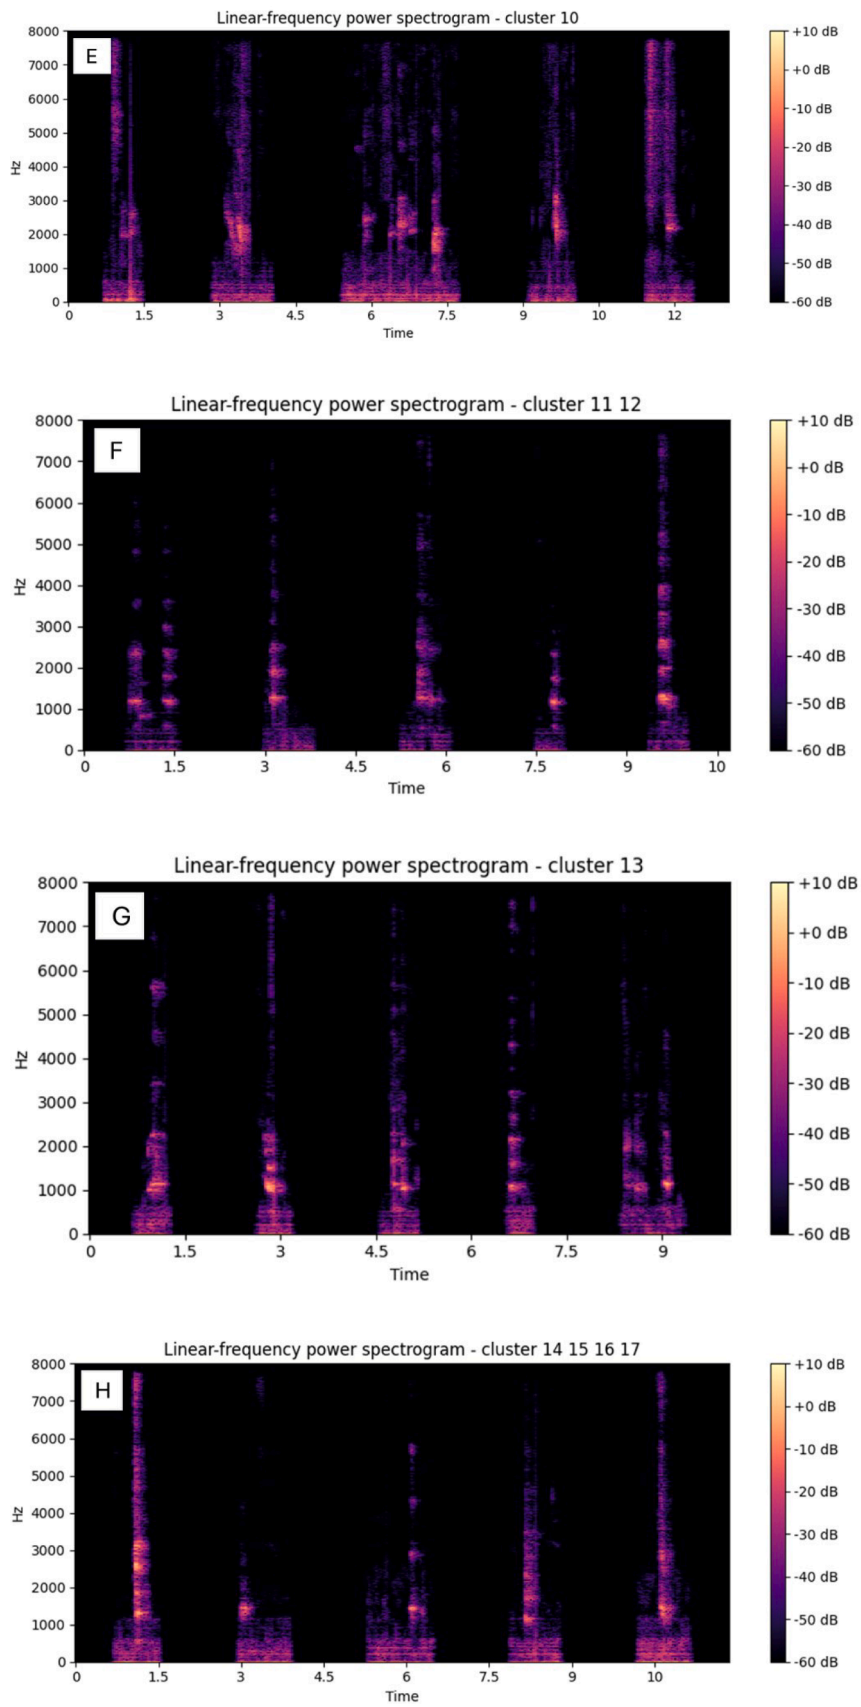 Linear-frequency power spectrogram - cluster 10
E
8000
7000
6000
5000
4000
3000
2000
1000
0
Hz
0 1.5 3 4.5 6 7.5 9 10 12
Time
+10 dB
+0 dB
-10 dB
-20 dB
-30 dB
-40 dB
-50 dB
-60 dB
Linear-frequency power spectrogram - cluster 11 12
F
8000
7000
6000
5000
4000
3000
2000
1000
0
Hz
0 1.5 3 4.5 6 7.5 9 10
Time
+10 dB
+0 dB
-10 dB
-20 dB
-30 dB
-40 dB
-50 dB
-60 dB
Linear-frequency power spectrogram - cluster 13
G
8000
7000
6000
5000
4000
3000
2000
1000
0
Hz
0 1.5 3 4.5 6 7.5 9
Time
+10 dB
+0 dB
-10 dB
-20 dB
-30 dB
-40 dB
-50 dB
-60 dB
Linear-frequency power spectrogram - cluster 14 15 16 17
H
8000
7000
6000
5000
4000
3000
2000
1000
0
Hz
0 1.5 3 4.5 6 7.5 9 10
Time
+10 dB
+0 dB
-10 dB
-20 dB
-30 dB
-40 dB
-50 dB
-60 dB